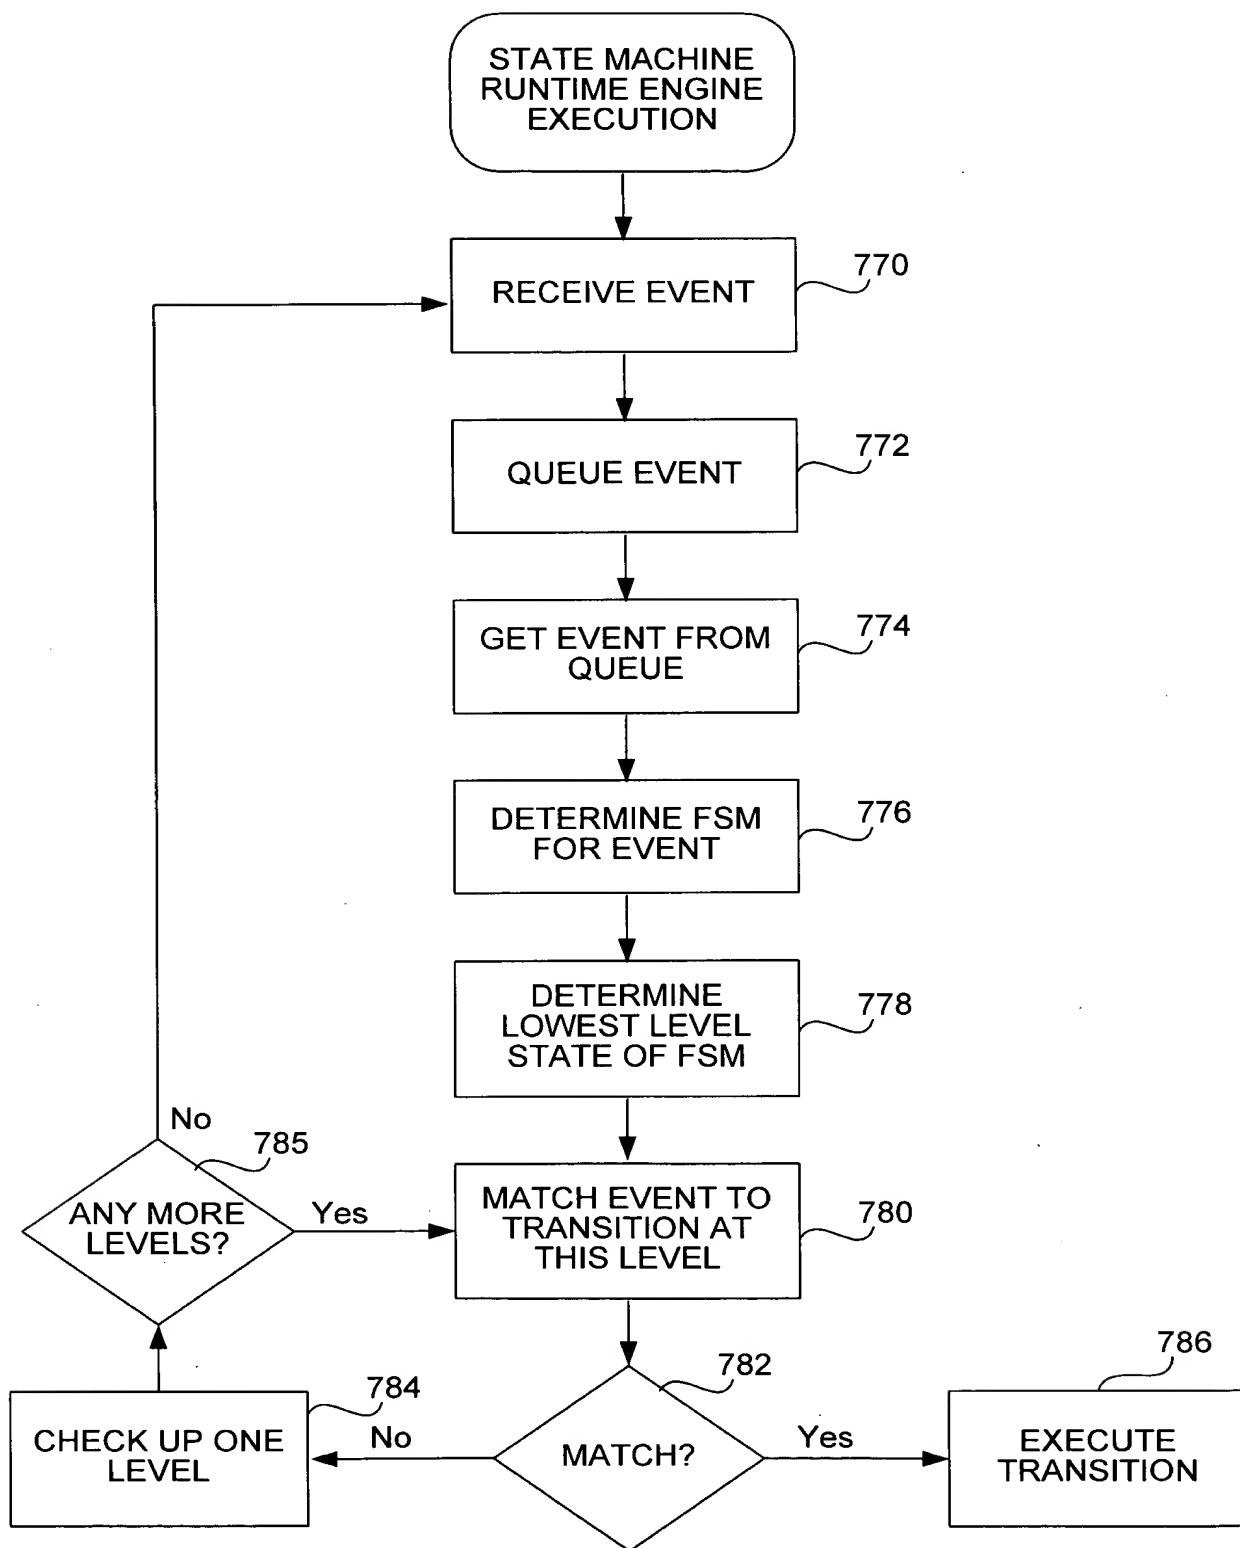 STATE MACHINE
RUNTIME ENGINE
EXECUTION
RECEIVE EVENT
770
QUEUE EVENT
772
GET EVENT FROM
QUEUE
774
DETERMINE FSM
FOR EVENT
776
DETERMINE
LOWEST LEVEL
STATE OF FSM
778
No
785
ANY MORE
LEVELS?
Yes
MATCH EVENT TO
TRANSITION AT
THIS LEVEL
780
782
MATCH?
No
Yes
784
CHECK UP ONE
LEVEL
786
EXECUTE
TRANSITION